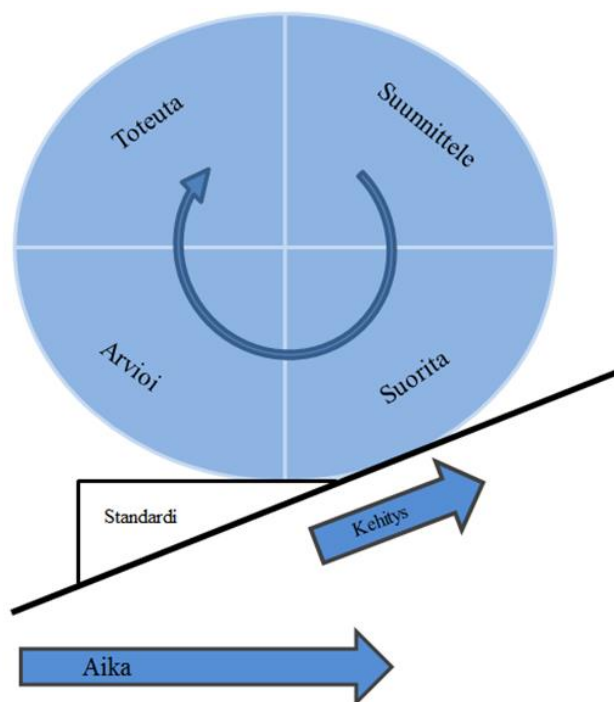 Toteuta
Suunnittele
Arvioi
Suorita
Standardi
Kehitys
Aika